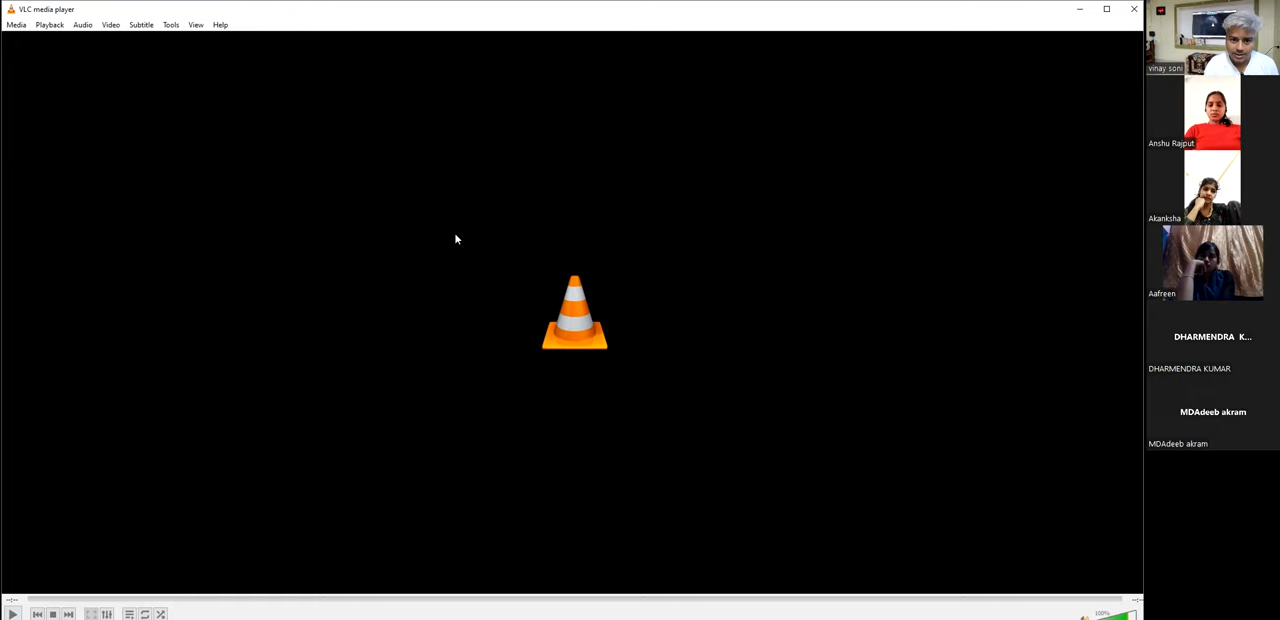 VLC media player
Media Playback Audio Video Subtitle Tools View Help
vinay soni
Anshu Rajput
Akanksha
Aafreen
DHARMENDRA K...
DHARMENDRA KUMAR
MDAdeeb akram
MDAdeeb akram
--:-- --:--
100%